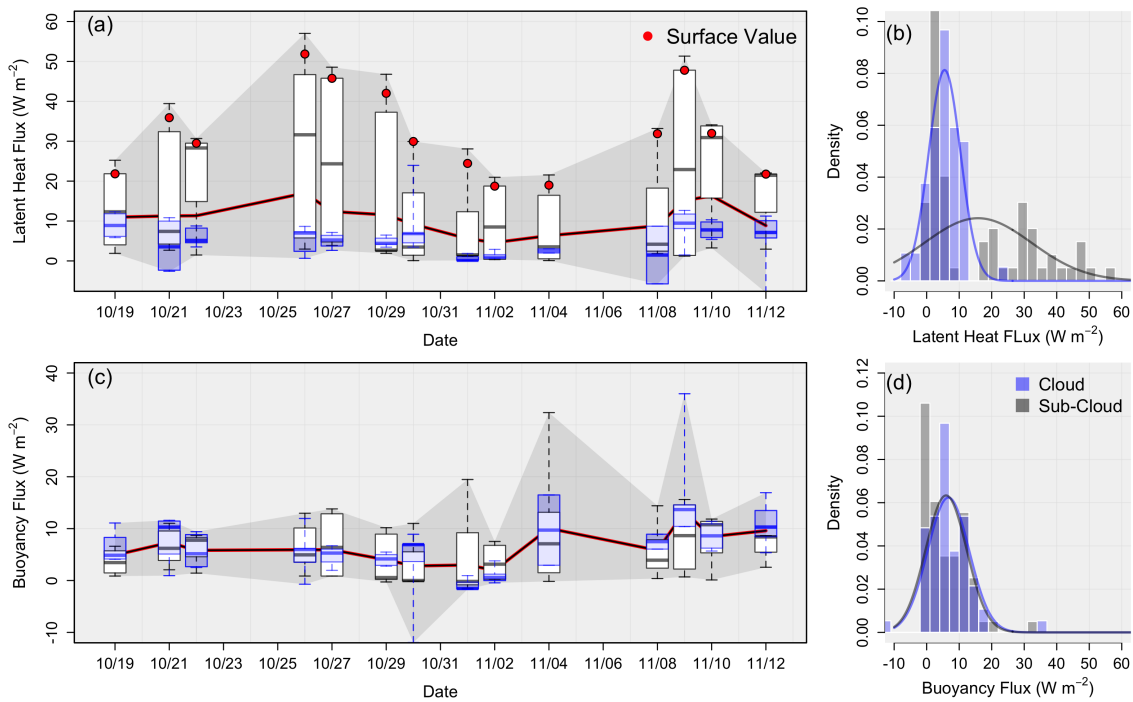 (a)
Surface Value
Latent Heat Flux (W m−2)
60
50
40
30
20
10
0
10/19 10/21 10/23 10/25 10/27 10/29 10/31 11/02 11/04 11/06 11/08 11/10 11/12
Date
(b)
Density
0.10
0.08
0.06
0.04
0.02
0.00
-10 0 10 20 30 40 50 60
Latent Heat FLux (W m−2)
(c)
Buoyancy Flux (W m−2)
40
30
20
10
0
-10
10/19 10/21 10/23 10/25 10/27 10/29 10/31 11/02 11/04 11/06 11/08 11/10 11/12
Date
(d)
Cloud
Sub-Cloud
Density
0.12
0.10
0.08
0.06
0.04
0.02
0.00
-10 0 10 20 30 40 50 60
Buoyancy Flux (W m−2)